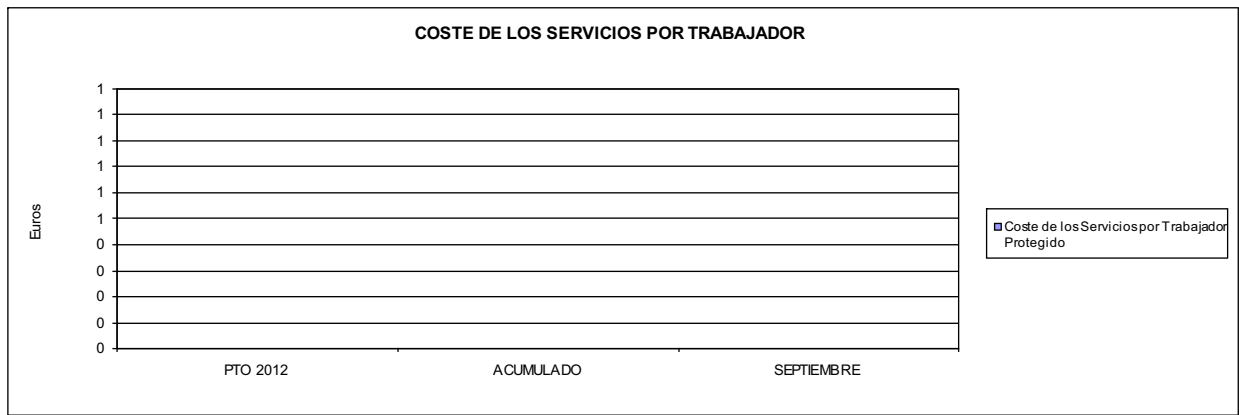 COSTE DE LOS SERVICIOS POR TRABAJADOR
Euros
1
1
1
1
1
1
0
0
0
0
0
PTO 2012
ACUMULADO
SEPTIEMBRE
Coste de los Servicios por Trabajador
Protegido